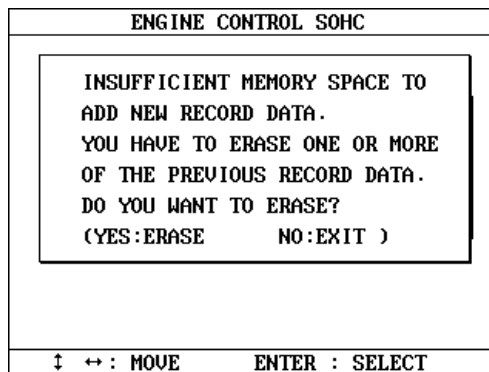 ENGINE CONTROL SOHC
INSUFFICIENT MEMORY SPACE TO
ADD NEW RECORD DATA.
YOU HAVE TO ERASE ONE OR MORE
OF THE PREVIOUS RECORD DATA.
DO YOU WANT TO ERASE?
(YES:ERASE NO:EXIT )
↕ ↔: MOVE ENTER : SELECT